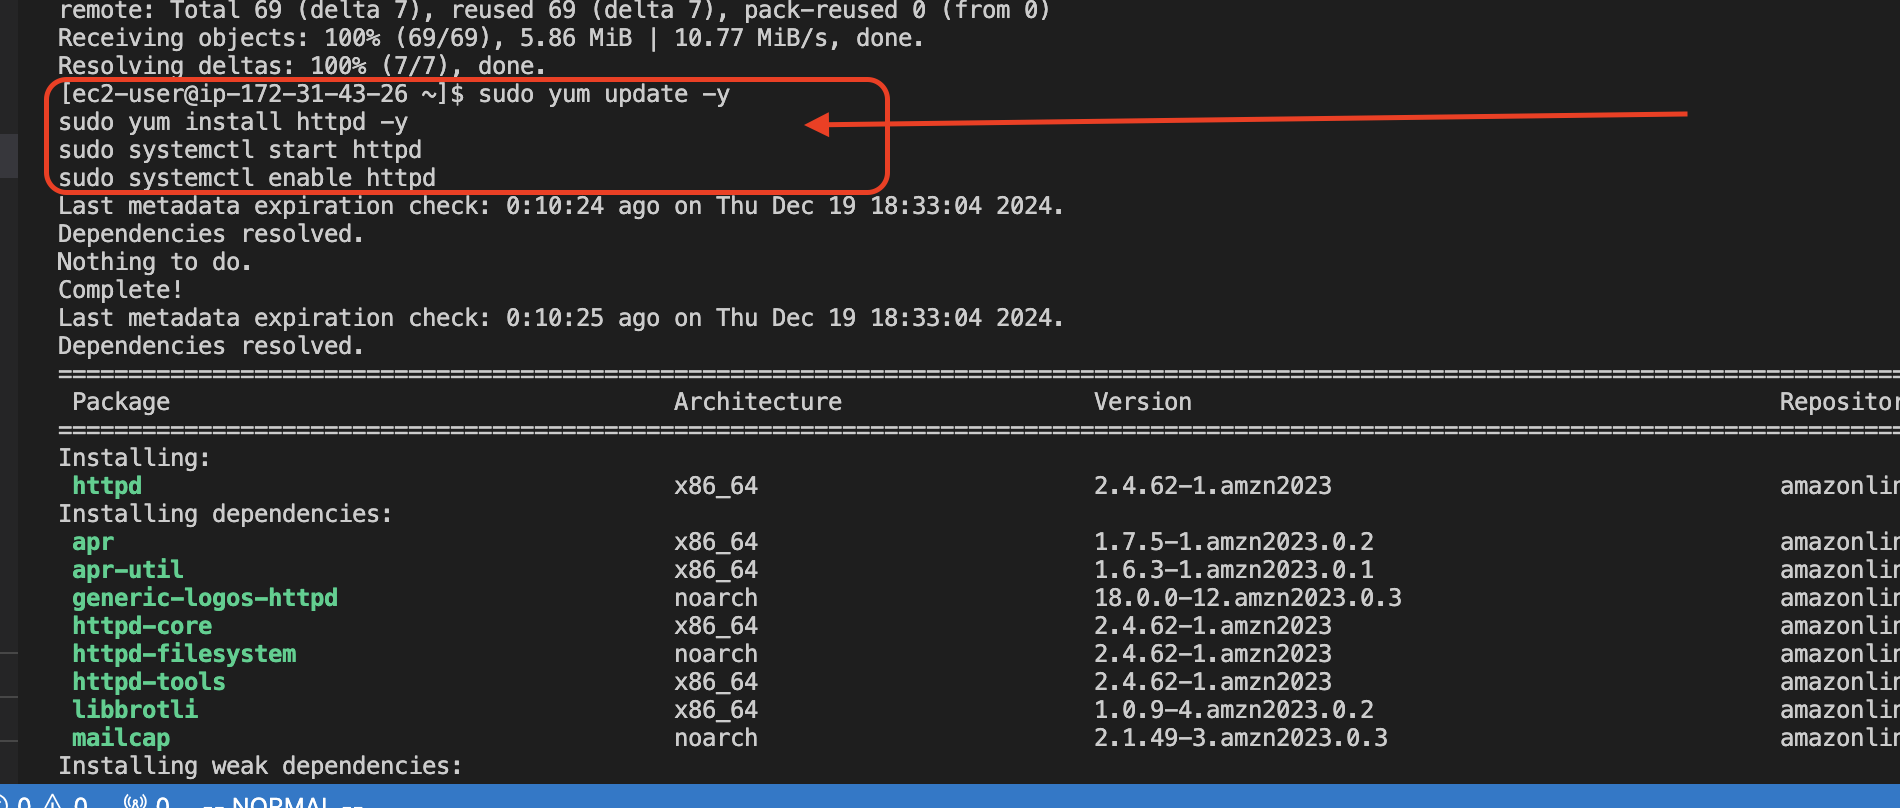 remote: Total 69 (delta 7), reused 69 (delta 7), pack-reused 0 (from 0)
Receiving objects: 100% (69/69), 5.86 MiB | 10.77 MiB/s, done.
Resolving deltas: 100% (7/7), done.
[ec2-user@ip-172-31-43-26 ~]$ sudo yum update -y
sudo yum install httpd -y
sudo systemctl start httpd
sudo systemctl enable httpd
Last metadata expiration check: 0:10:24 ago on Thu Dec 19 18:33:04 2024.
Dependencies resolved.
Nothing to do.
Complete!
Last metadata expiration check: 0:10:25 ago on Thu Dec 19 18:33:04 2024.
Dependencies resolved.
Package Architecture Version Repositor
Installing:
httpd x86_64 2.4.62-1.amzn2023 amazonlin
Installing dependencies:
apr x86_64 1.7.5-1.amzn2023.0.2 amazonlin
apr-util x86_64 1.6.3-1.amzn2023.0.1 amazonlin
generic-logos-httpd noarch 18.0.0-12.amzn2023.0.3 amazonlin
httpd-core x86_64 2.4.62-1.amzn2023 amazonlin
httpd-filesystem noarch 2.4.62-1.amzn2023 amazonlin
httpd-tools x86_64 2.4.62-1.amzn2023 amazonlin
libbrotli x86_64 1.0.9-4.amzn2023.0.2 amazonlin
mailcap noarch 2.1.49-3.amzn2023.0.3 amazonlin
Installing weak dependencies:
0 0 0 -- NORMAL --